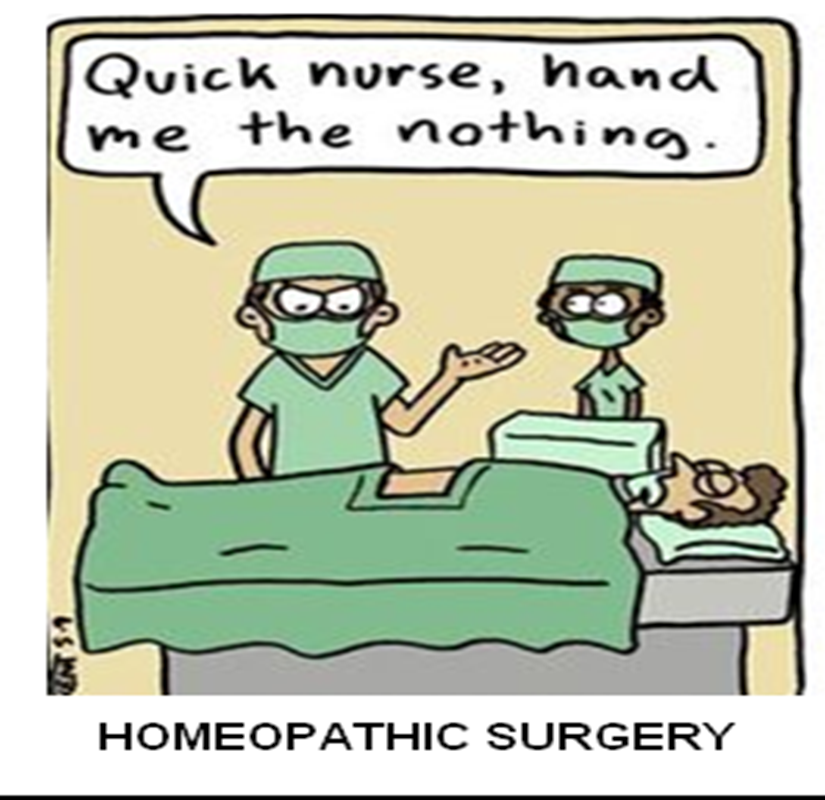 Quick nurse, hand
me the nothing.
HOMEOPATHIC SURGERY